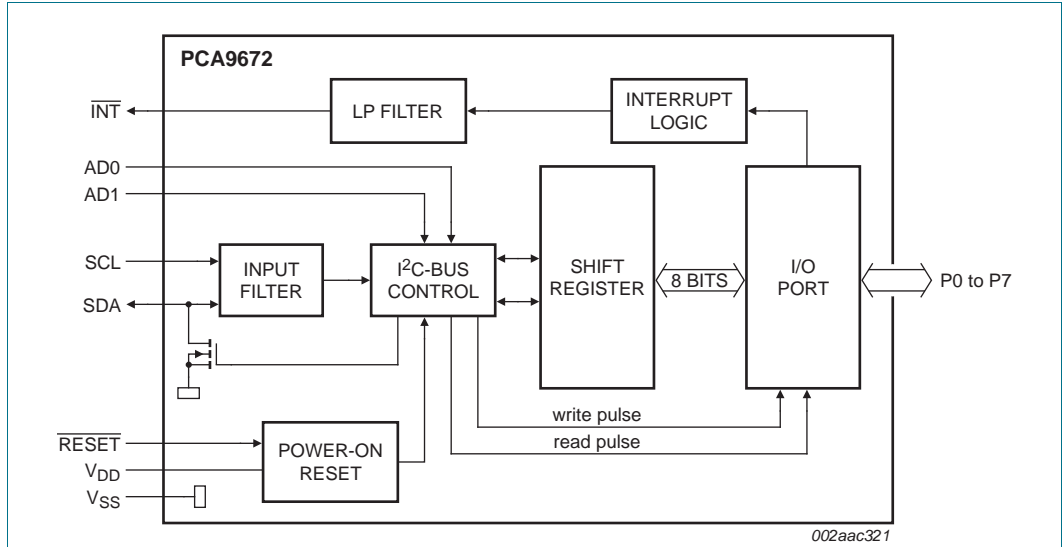 PCA9672
INT
LP FILTER
INTERRUPT
LOGIC
AD0
AD1
SCL
SDA
INPUT
FILTER
I2C-BUS
CONTROL
SHIFT
REGISTER
8 BITS
I/O
PORT
P0 to P7
write pulse
read pulse
RESET
VDD
VSS
POWER-ON
RESET
002aac321